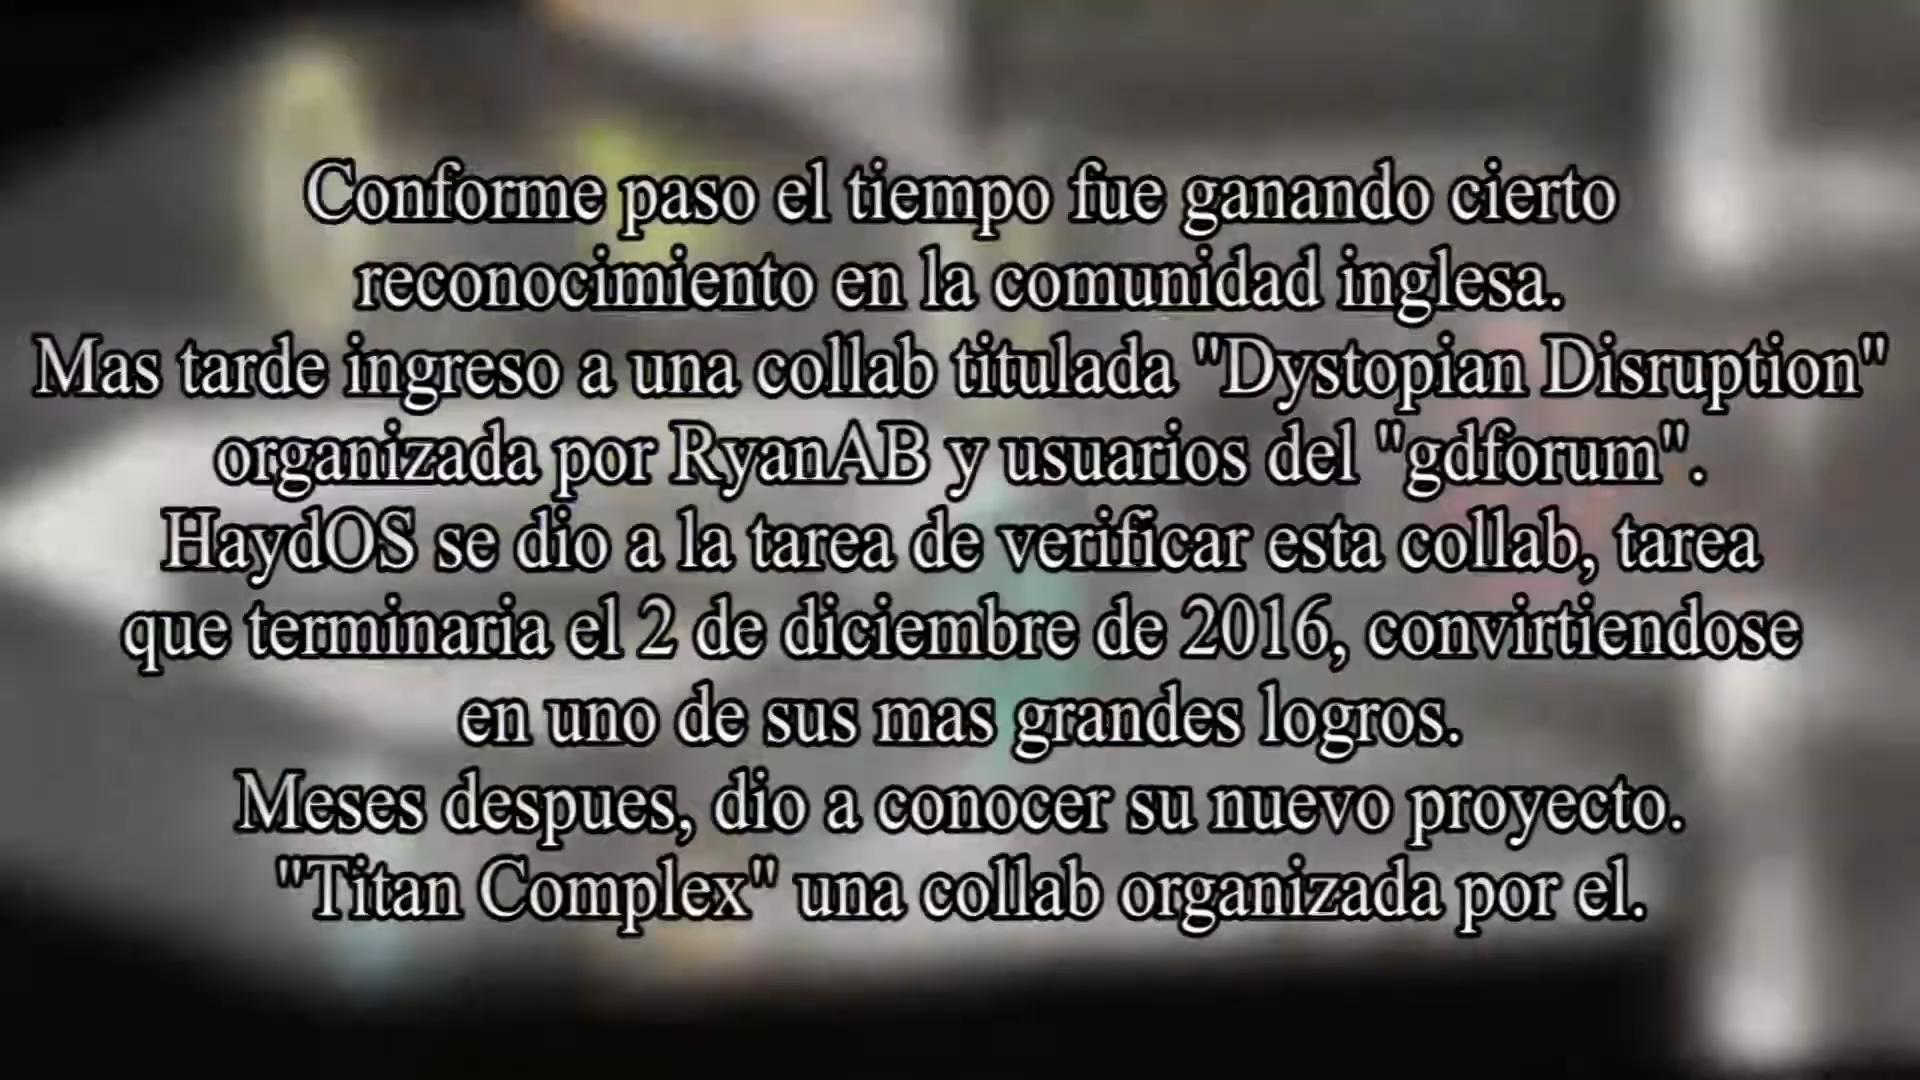 Conforme paso el tiempo fue ganando cierto
reconocimiento en la comunidad inglesa.
Mas tarde ingreso a una collab titulada "Dystopian Disruption"
organizada por RyanAB y usuarios del "gdforum".
HaydOS se dio a la tarea de verificar esta collab, tarea
que terminaria el 2 de diciembre de 2016, convirtiendose
en uno de sus mas grandes logros.
Meses despues, dio a conocer su nuevo proyecto.
"Titan Complex" una collab organizada por el.